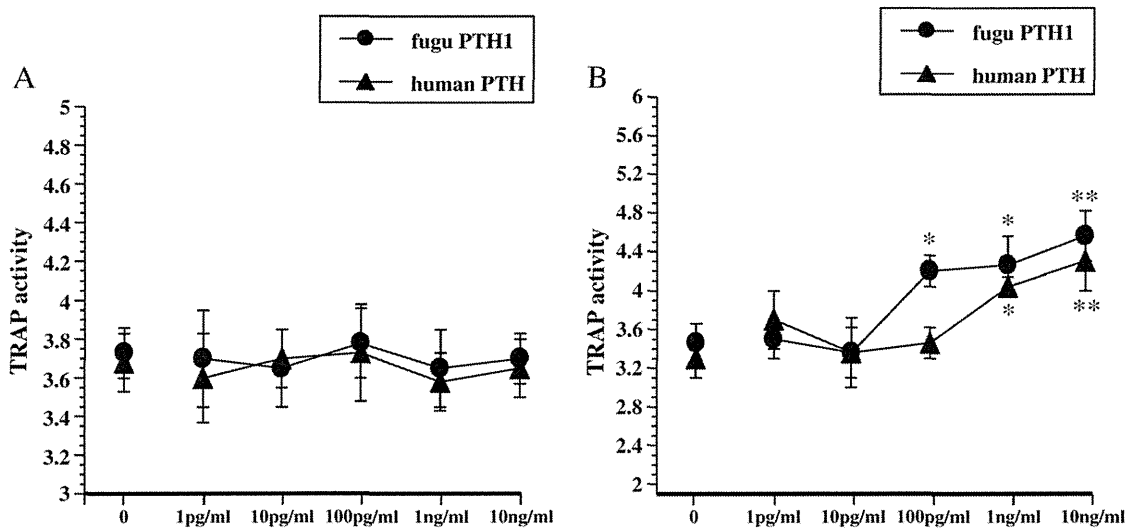 fugu PTH1
human PTH
A
TRAP activity
5
4.8
4.6
4.4
4.2
4
3.8
3.6
3.4
3.2
3
0
1pg/ml
10pg/ml
100pg/ml
1ng/ml
10ng/ml
fugu PTH1
human PTH
B
TRAP activity
6
5.6
5.2
4.8
4.4
4
3.6
3.2
2.8
2.4
2
*
*
**
*
**
0
1pg/ml
10pg/ml
100pg/ml
1ng/ml
10ng/ml